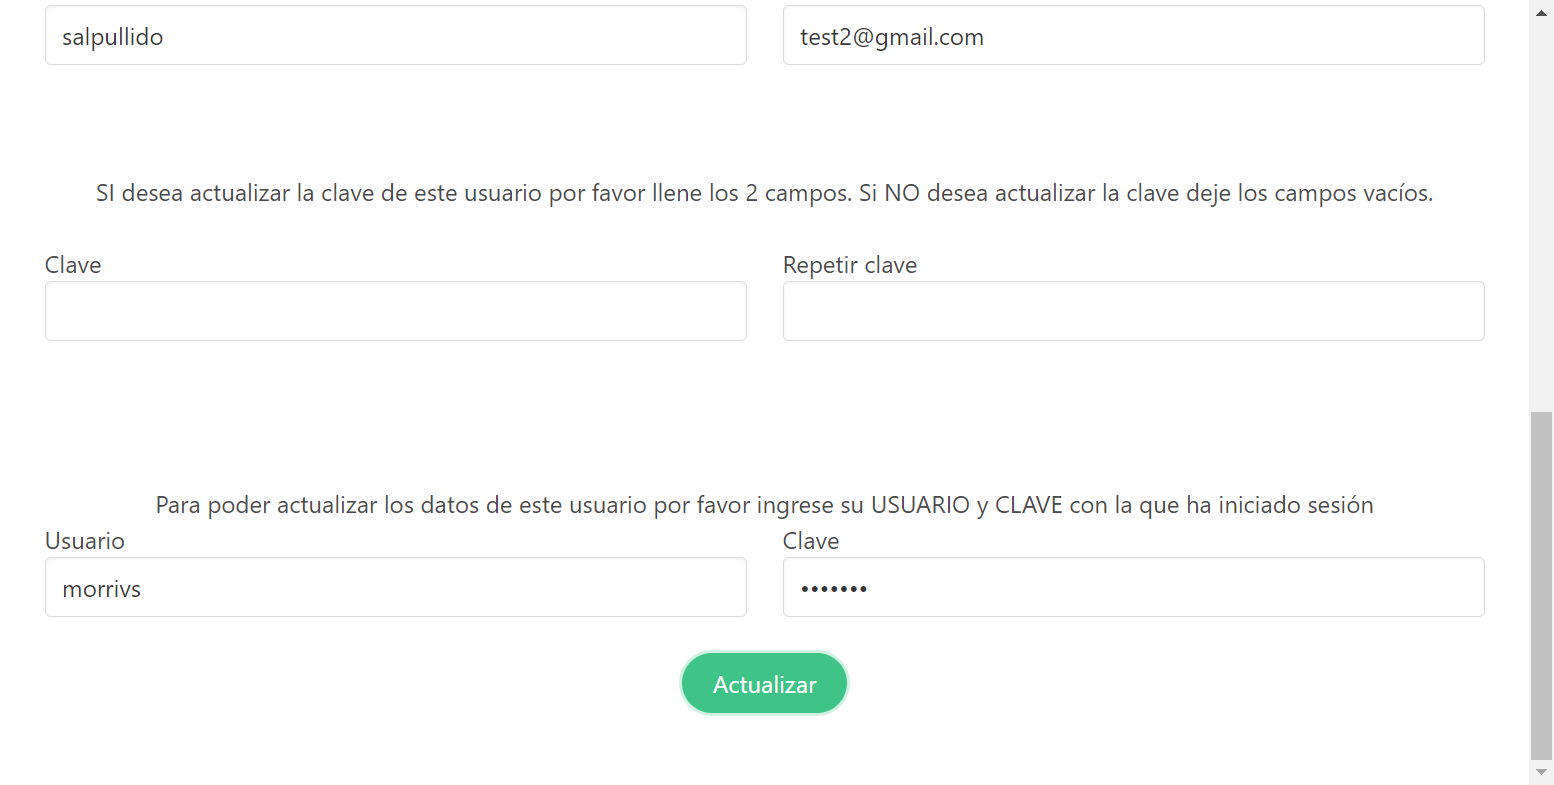 salpullido
test2@gmail.com
SI desea actualizar la clave de este usuario por favor llene los 2 campos. Si NO desea actualizar la clave deje los campos vacíos.
Clave
Repetir clave
Para poder actualizar los datos de este usuario por favor ingrese su USUARIO y CLAVE con la que ha iniciado sesión
Usuario
Clave
morrivs
•••••••
Actualizar